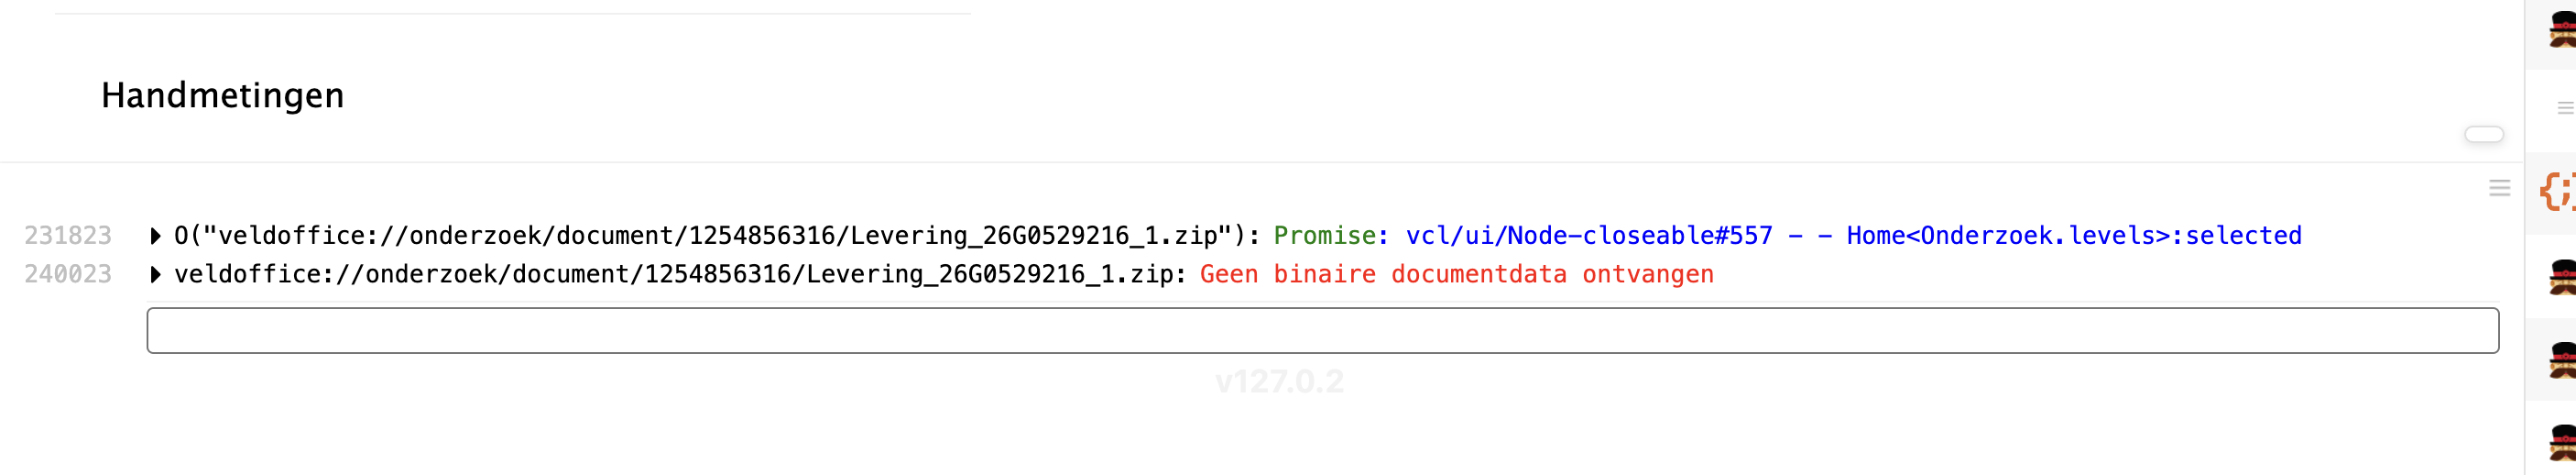 Handmetingen
231823 O("veldoffice://onderzoek/document/1254856316/Levering_26G0529216_1.zip"): Promise: vcl/ui/Node-closeable#557 – – Home<Onderzoek.levels>:selected
240023 veldoffice://onderzoek/document/1254856316/Levering_26G0529216_1.zip: Geen binaire documentdata ontvangen
v127.0.2